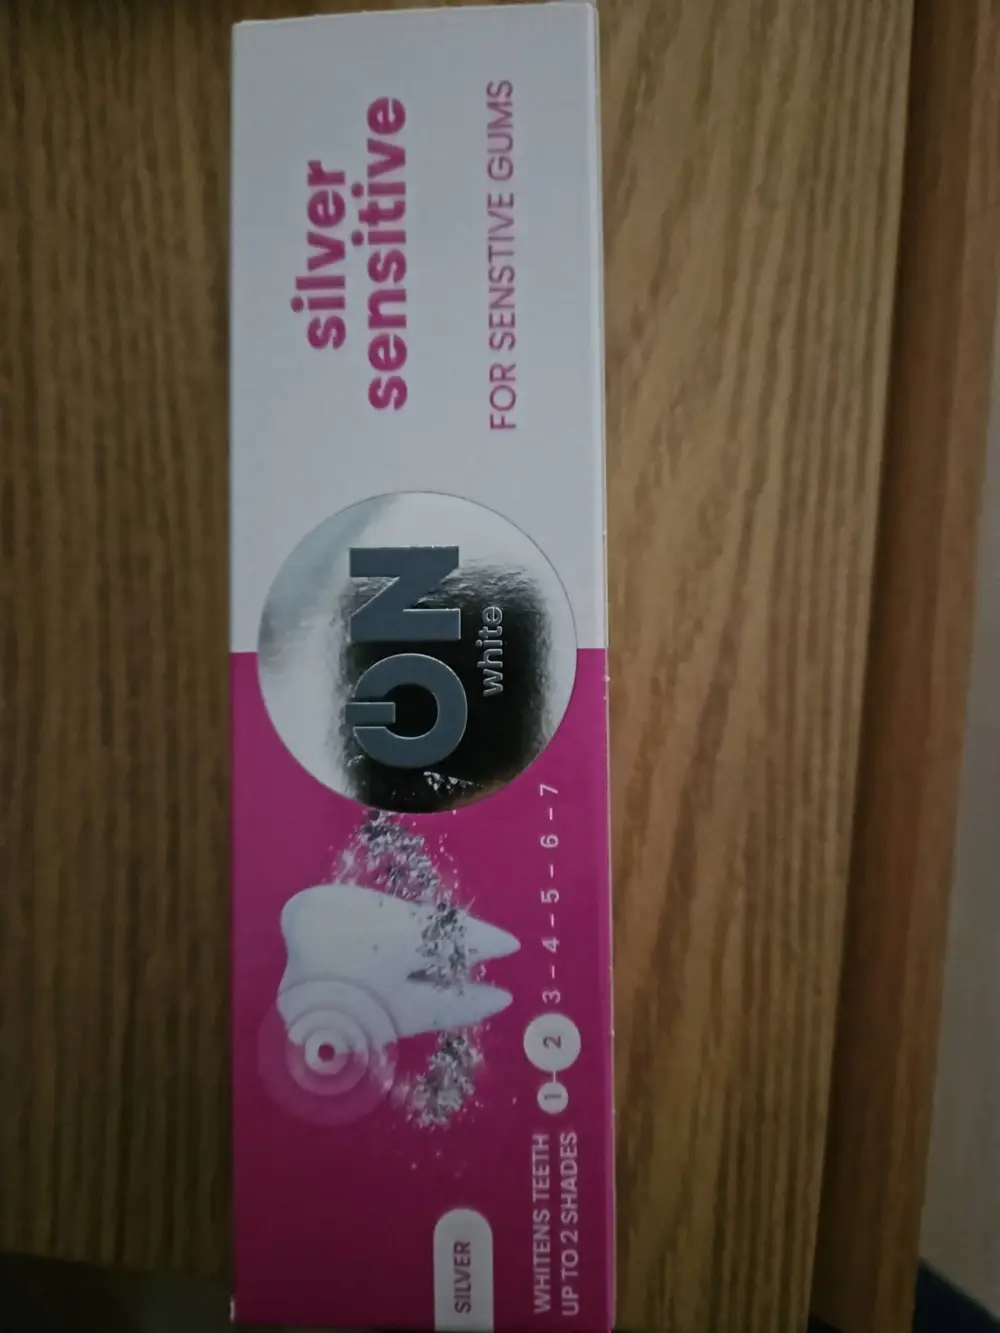 SILVER
WHITENS TEETH
UP TO 2 SHADES
1 - 2 3 - 4 - 5 - 6 - 7
ON
white
silver
sensitive
FOR SENSTIVE GUMS